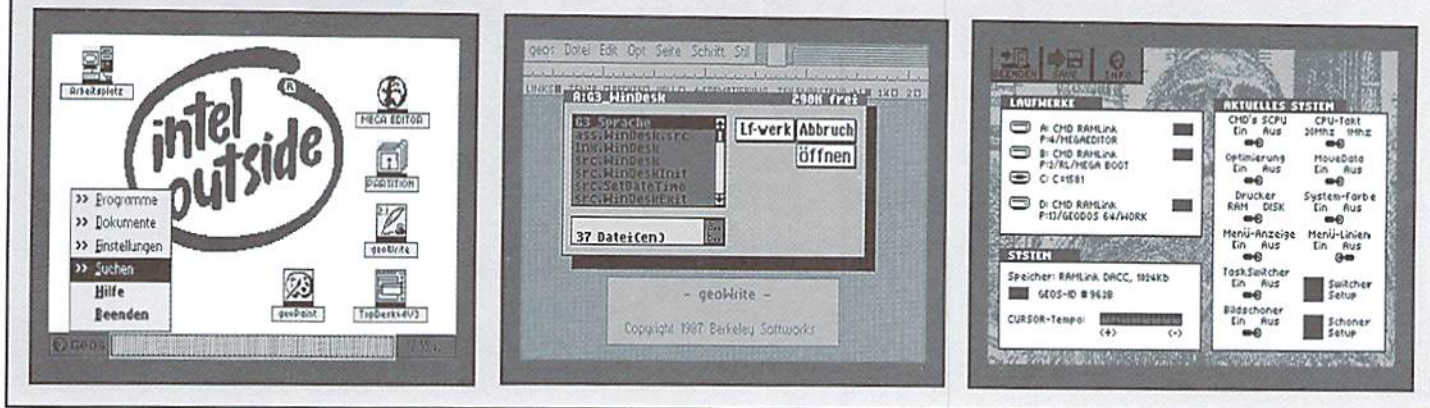 Arbeitsplatz
intel
outside
®
MEGA EDITOR
PARTITION
2.1
geoWrite
geoPaint
TopDesk64V3
>> Programme
>> Dokumente
>> Einstellungen
>> Suchen
Hilfe
Beenden
GEOS
geos Datei Edit Opt Seite Schrift Stil
LINKS
A:G3_WinDesk 290K frei
G3_Sprache
ass.WinDesk.src
lnk.WinDesk
src.WinDesk
src.WinDeskInit
src.SetDateTime
src.WinDeskExit
Lf-werk Abbruch
Öffnen
37 Datei(en)
- geoWrite -
Copyright 1987 Berkeley Softworks
BEENDEN SAVE INFO
LAUFWERKE
A: CMD RAMLink
P:4/MEGAEDITOR
B: CMD RAMLink
P:2/RL/MEGA BOOT
C: C=1581
D: CMD RAMLink
P:13/GEODOS 64/WORK
SYSTEM
Speicher: RAMLink DACC, 1024Kb
GEOS-ID #962B
CURSOR-Tempo:
(+) (-)
AKTUELLES SYSTEM
CMD's SCPU CPU-Takt
Ein Aus 20Mhz 1Mhz
Optimierung MoveData
Ein Aus Ein Aus
Drucker System-Farbe
RAM DISK Ein Aus
Menü-Anzeige Menü-Linien
Ein Aus Ein Aus
TaskSwitcher
Ein Aus
Switcher
Setup
Bildschoner
Ein Aus
Schoner
Setup